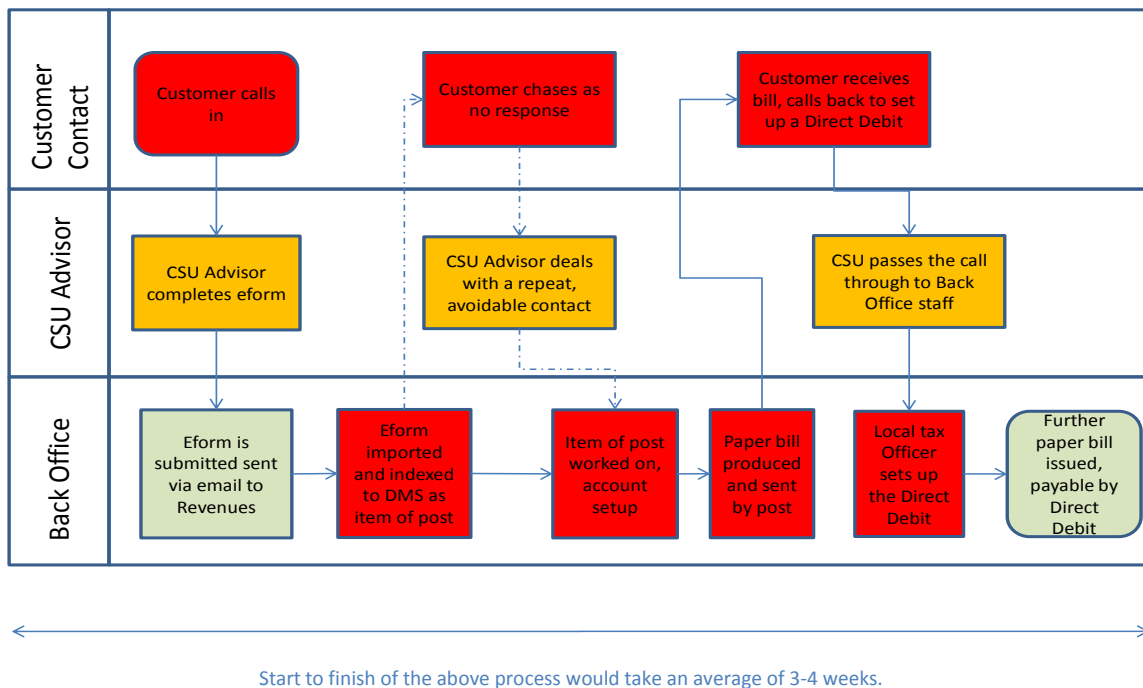 Customer
Contact
Customer calls
in
Customer chases as
no response
Customer receives
bill, calls back to set
up a Direct Debit
CSU Advisor
CSU Advisor
completes eform
CSU Advisor deals
with a repeat,
avoidable contact
CSU passes the call
through to Back
Office staff
Back Office
Eform is
submitted sent
via email to
Revenues
Eform
imported
and indexed
to DMS as
item of post
Item of post
worked on,
account
setup
Paper bill
produced
and sent
by post
Local tax
Officer
sets up
the Direct
Debit
Further
paper bill
issued,
payable by
Direct
Debit
Start to finish of the above process would take an average of 3-4 weeks.